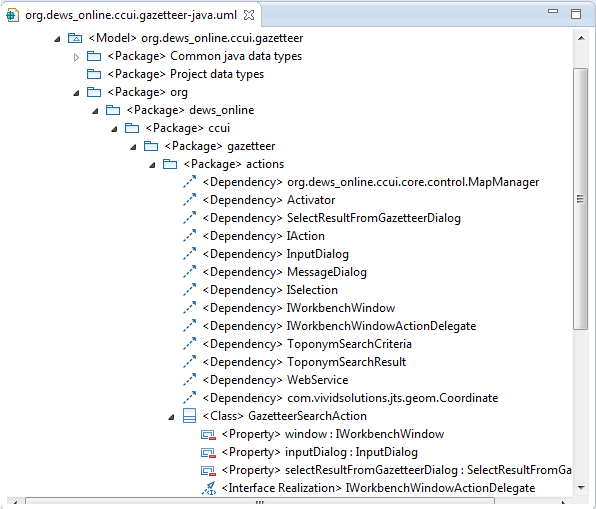 org.dews_online.ccui.gazetteer-java.uml
<Model> org.dews_online.ccui.gazetteer
<Package> Common java data types
<Package> Project data types
<Package> org
<Package> dews_online
<Package> ccui
<Package> gazetteer
<Package> actions
<Dependency> org.dews_online.ccui.core.control.MapManager
<Dependency> Activator
<Dependency> SelectResultFromGazetteerDialog
<Dependency> IAction
<Dependency> InputDialog
<Dependency> MessageDialog
<Dependency> ISelection
<Dependency> IWorkbenchWindow
<Dependency> IWorkbenchWindowActionDelegate
<Dependency> ToponymSearchCriteria
<Dependency> ToponymSearchResult
<Dependency> WebService
<Dependency> com.vividsolutions.jts.geom.Coordinate
<Class> GazetteerSearchAction
<Property> window : IWorkbenchWindow
<Property> inputDialog : InputDialog
<Property> selectResultFromGazetteerDialog : SelectResultFromGa
<Interface Realization> IWorkbenchWindowActionDelegate